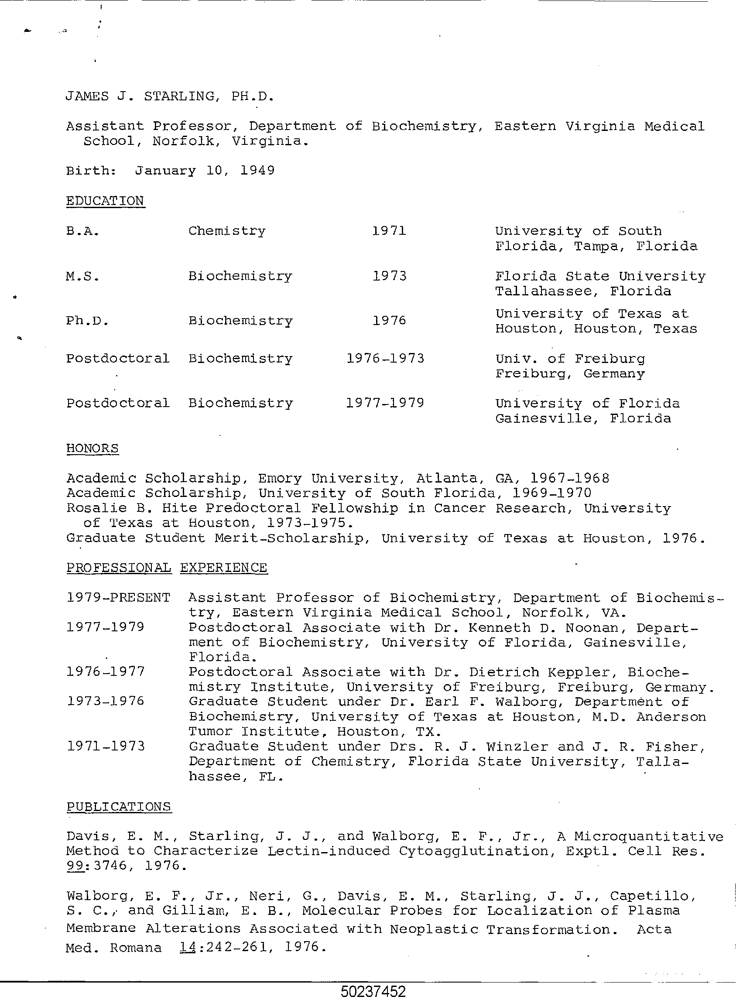 JAMES J. STARLING, PH.D.
Assistant Professor, Department of Biochemistry, Eastern Virginia Medical
School, Norfolk, Virginia.
Birth: January 10, 1949
EDUCATION
B.A. Chemistry 1971 University of South
Florida, Tampa, Florida
M.S. Biochemistry 1973 Florida State University
Tallahassee, Florida
Ph.D. Biochemistry 1976 University of Texas at
Houston, Houston, Texas
Postdoctoral Biochemistry 1976-1973 Univ. of Freiburg
Freiburg, Germany
Postdoctoral Biochemistry 1977-1979 University of Florida
Gainesville, Florida
HONORS
Academic Scholarship, Emory University, Atlanta, GA, 1967-1968
Academic Scholarship, University of South Florida, 1969-1970
Rosalie B. Hite Predoctoral Fellowship in Cancer Research, University
of Texas at Houston, 1973-1975.
Graduate Student Merit-Scholarship, University of Texas at Houston, 1976.
PROFESSIONAL EXPERIENCE
1979-PRESENT Assistant Professor of Biochemistry, Department of Biochemis-
try, Eastern Virginia Medical School, Norfolk, VA.
1977-1979 Postdoctoral Associate with Dr. Kenneth D. Noonan, Depart-
ment of Biochemistry, University of Florida, Gainesville,
Florida.
1976-1977 Postdoctoral Associate with Dr. Dietrich Keppler, Bioche-
mistry Institute, University of Freiburg, Freiburg, Germany.
1973-1976 Graduate Student under Dr. Earl F. Walborg, Department of
Biochemistry, University of Texas at Houston, M.D. Anderson
Tumor Institute, Houston, TX.
1971-1973 Graduate Student under Drs. R. J. Winzler and J. R. Fisher,
Department of Chemistry, Florida State University, Talla-
hassee, FL.
PUBLICATIONS
Davis, E. M., Starling, J. J., and Walborg, E. F., Jr., A Microquantitative
Method to Characterize Lectin-induced Cytoagglutination, Exptl. Cell Res.
99:3746, 1976.
Walborg, E. F., Jr., Neri, G., Davis, E. M., Starling, J. J., Capetillo,
S. C., and Gilliam, E. B., Molecular Probes for Localization of Plasma
Membrane Alterations Associated with Neoplastic Transformation. Acta
Med. Romana 14:242-261, 1976.
50237452